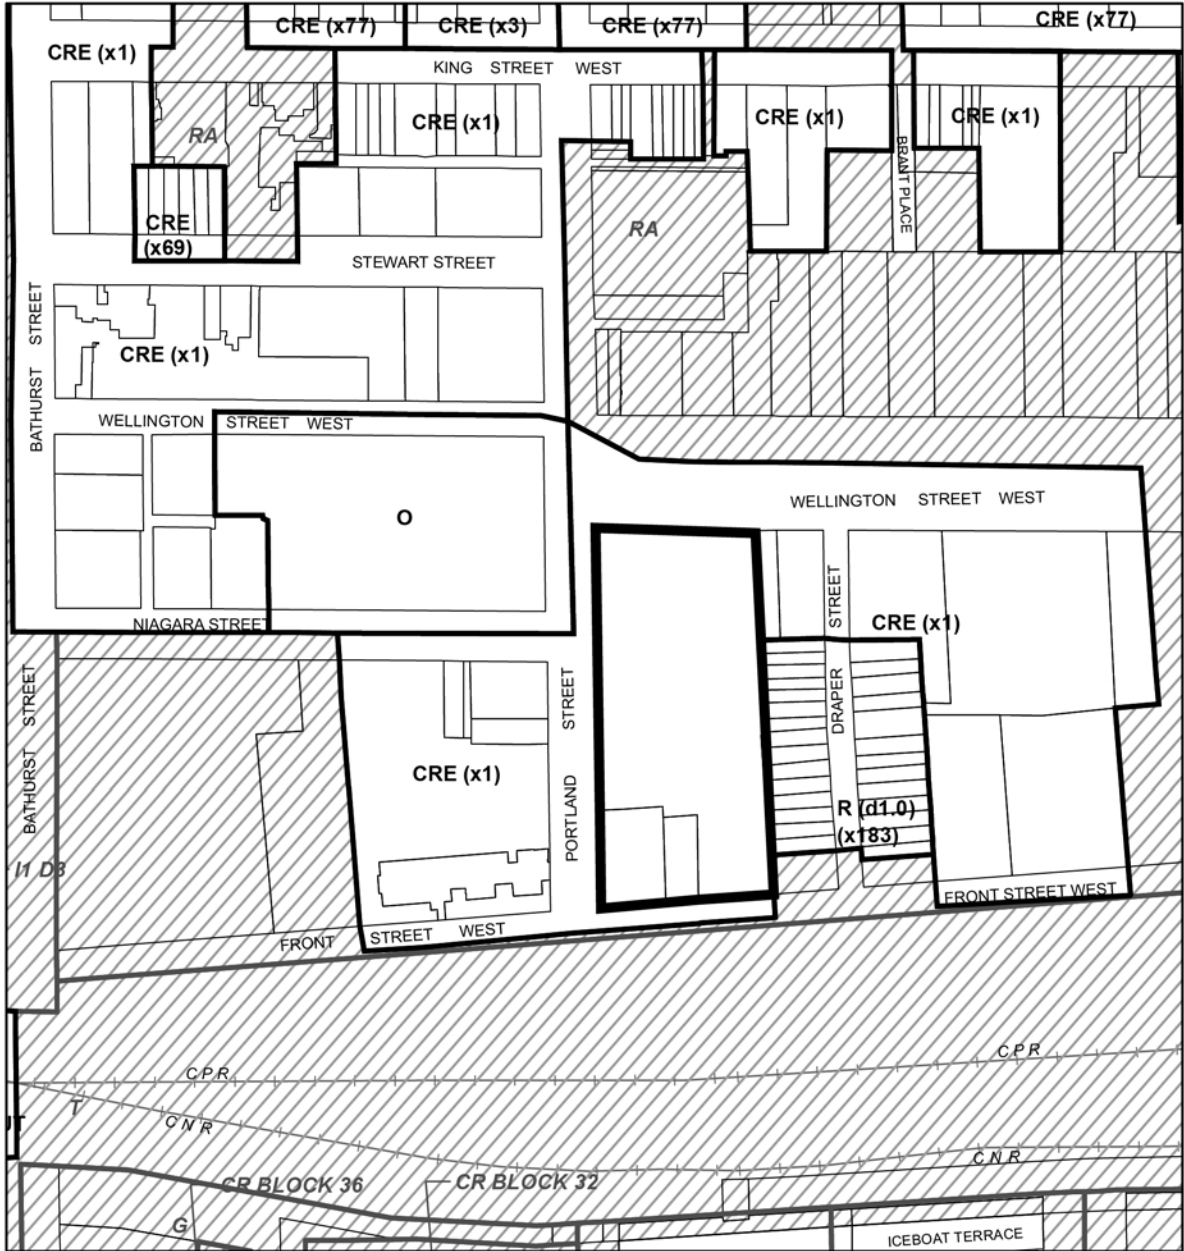 CRE (x77)
CRE (x3)
CRE (x77)
CRE (x77)
CRE (x1)
KING STREET WEST
RA
CRE (x1)
CRE (x1)
CRE (x1)
BRANT PLACE
CRE
(x69)
RA
STEWART STREET
BATHURST STREET
CRE (x1)
WELLINGTON STREET WEST
O
WELLINGTON STREET WEST
NIAGARA STREET
DRAPER STREET
CRE (x1)
BATHURST STREET
PORTLAND STREET
CRE (x1)
R (d1.0)
(x183)
I1 D3
FRONT STREET WEST
FRONT STREET WEST
CPR
CPR
T
CNR
CNR
CR BLOCK 36
CR BLOCK 32
G
ICEBOAT TERRACE